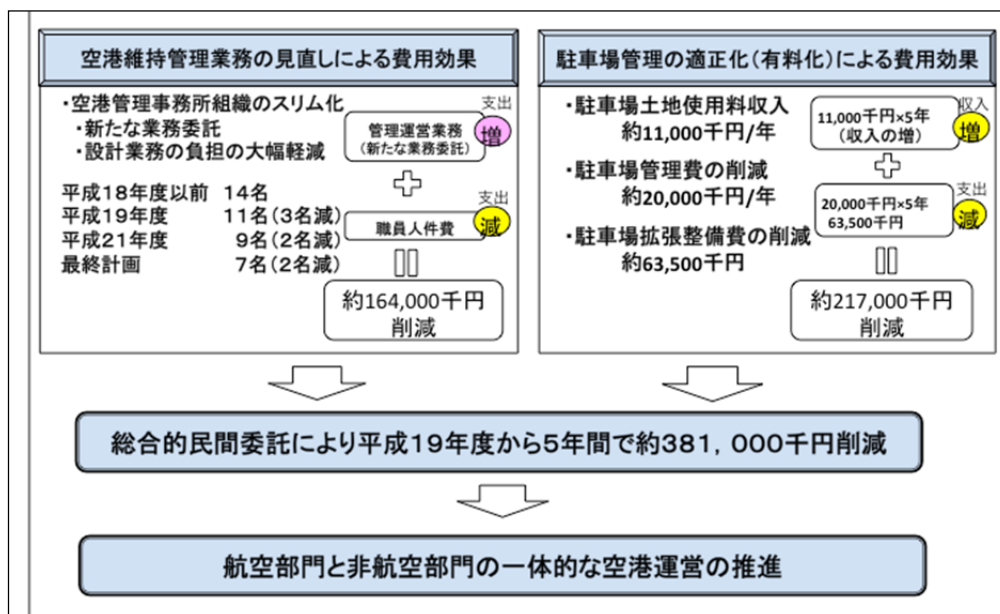 空港維持管理業務の見直しによる費用効果
・空港管理事務所組織のスリム化
・新たな業務委託
・設計業務の負担の大幅軽減
平成18年度以前 14名
平成19年度 11名(3名減)
平成21年度 9名(2名減)
最終計画 7名(2名減)
支出
増
管理運営業務
(新たな業務委託)
支出
減
職員人件費
約164,000千円
削減
駐車場管理の適正化(有料化)による費用効果
・駐車場土地使用料収入
約11,000千円/年
・駐車場管理費の削減
約20,000千円/年
・駐車場拡張整備費の削減
約63,500千円
収入
増
11,000千円×5年
(収入の増)
支出
減
20,000千円×5年
63,500千円
約217,000千円
削減
総合的民間委託により平成19年度から5年間で約381,000千円削減
航空部門と非航空部門の一体的な空港運営の推進